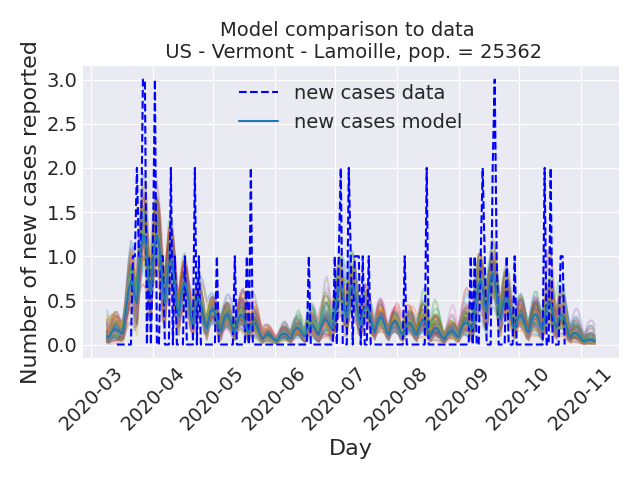 Model comparison to data
US - Vermont - Lamoille, pop. = 25362
Number of new cases reported
3.0
2.5
2.0
1.5
1.0
0.5
0.0
new cases data
new cases model
2020-03
2020-04
2020-05
2020-06
2020-07
2020-08
2020-09
2020-10
2020-11
Day